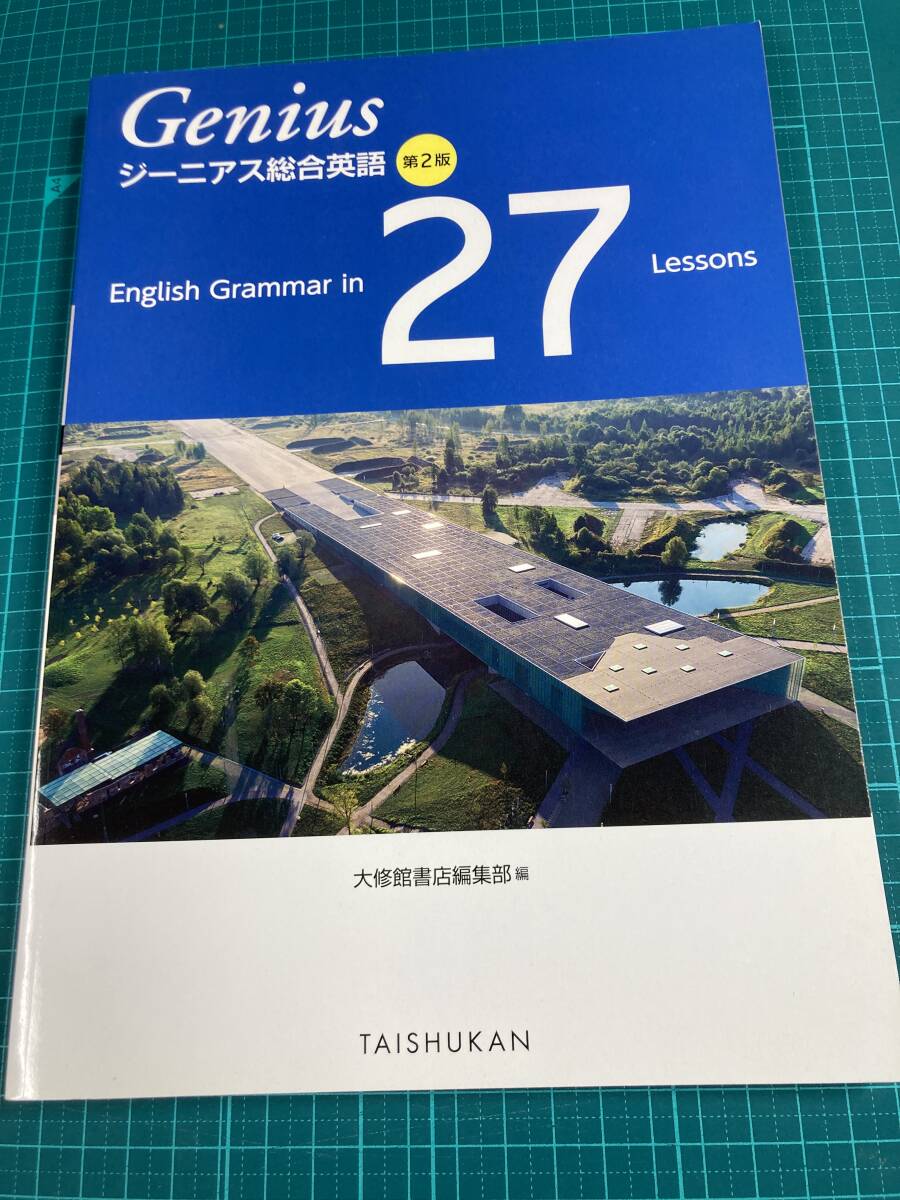 Genius
ジーニアス総合英語
第2版
English Grammar in
27
Lessons
大修館書店編集部 編
TAISHUKAN
A4